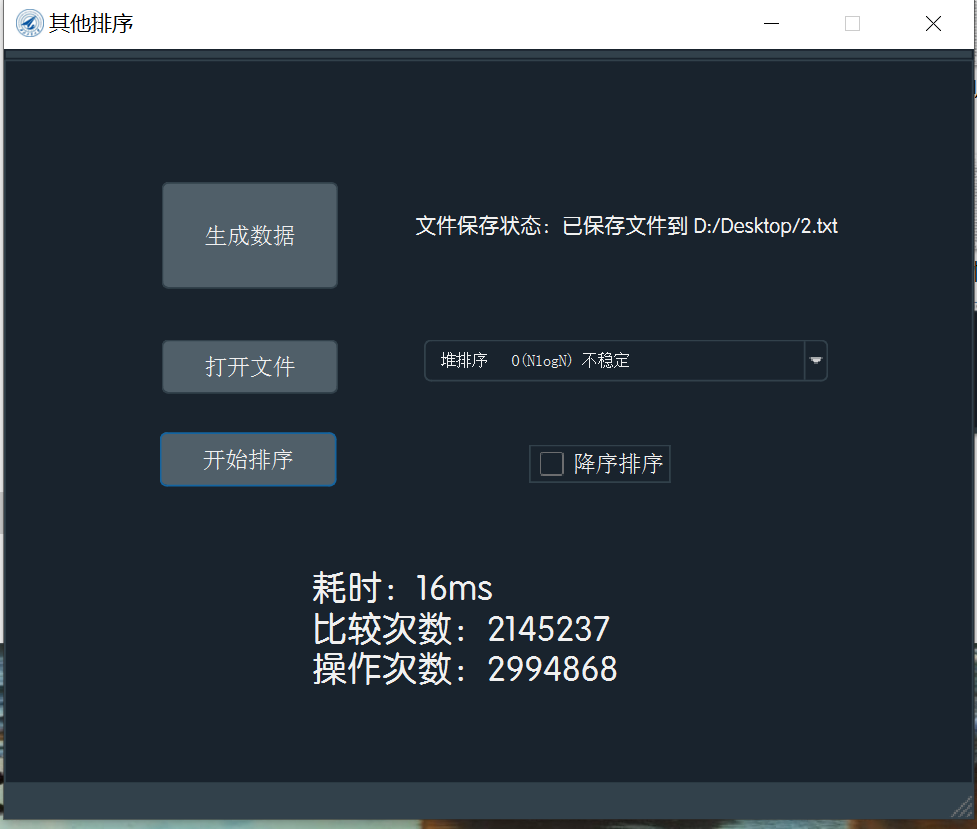 其他排序
生成数据
文件保存状态：已保存文件到 D:/Desktop/2.txt
打开文件
堆排序 O(NlogN) 不稳定
开始排序
降序排序
耗时：16ms
比较次数：2145237
操作次数：2994868